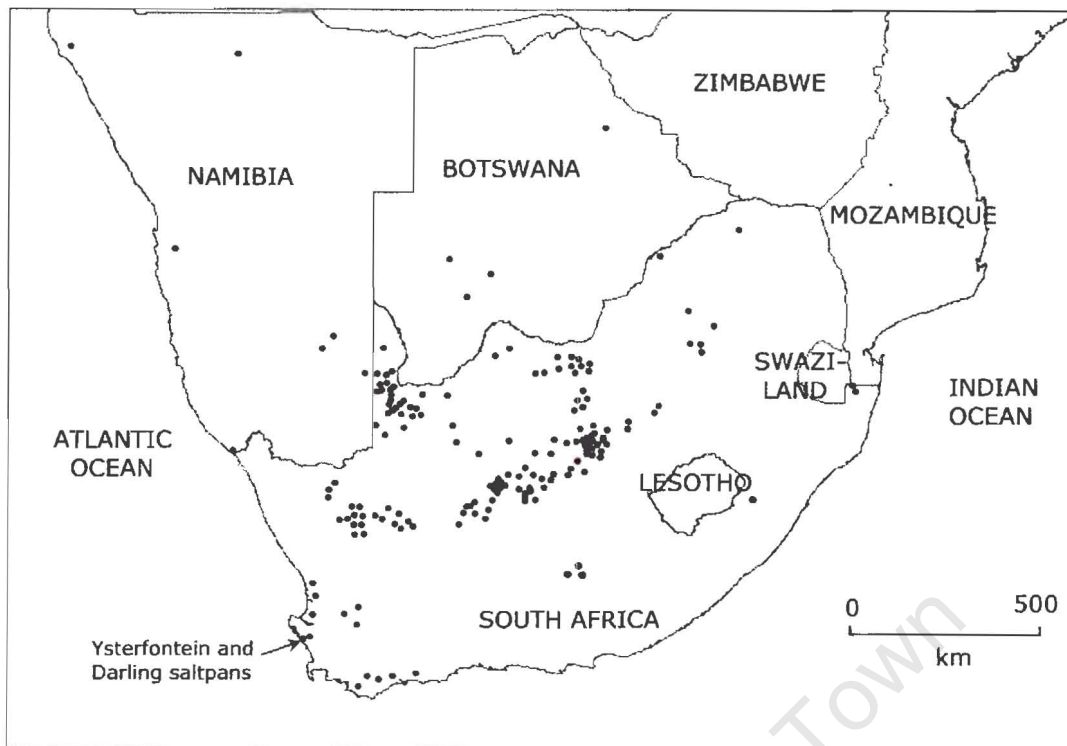 ZIMBABWE
NAMIBIA
BOTSWANA
MOZAMBIQUE
SWAZI-
LAND
INDIAN
OCEAN
ATLANTIC
OCEAN
LESOTHO
SOUTH AFRICA
0 500
km
Ysterfontein and
Darling saltpans
Town